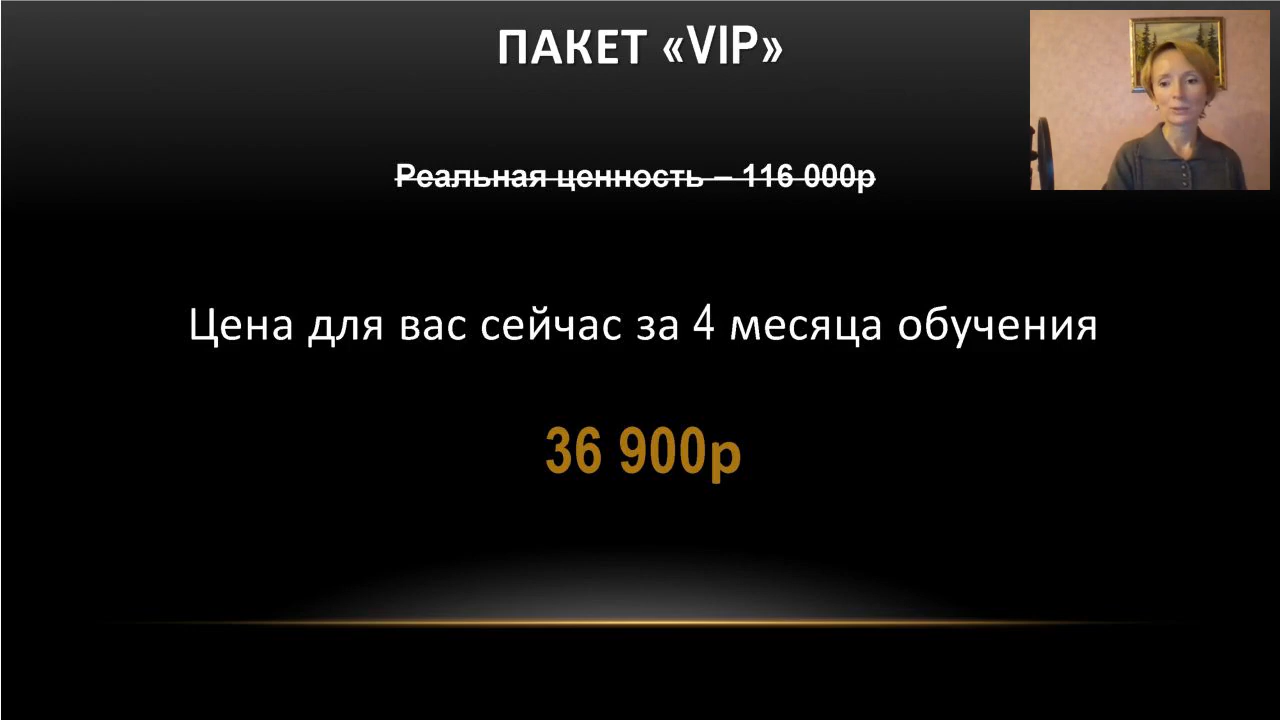 ПАКЕТ «VIP»
Реальная ценность – 116 000р
Цена для вас сейчас за 4 месяца обучения
36 900р